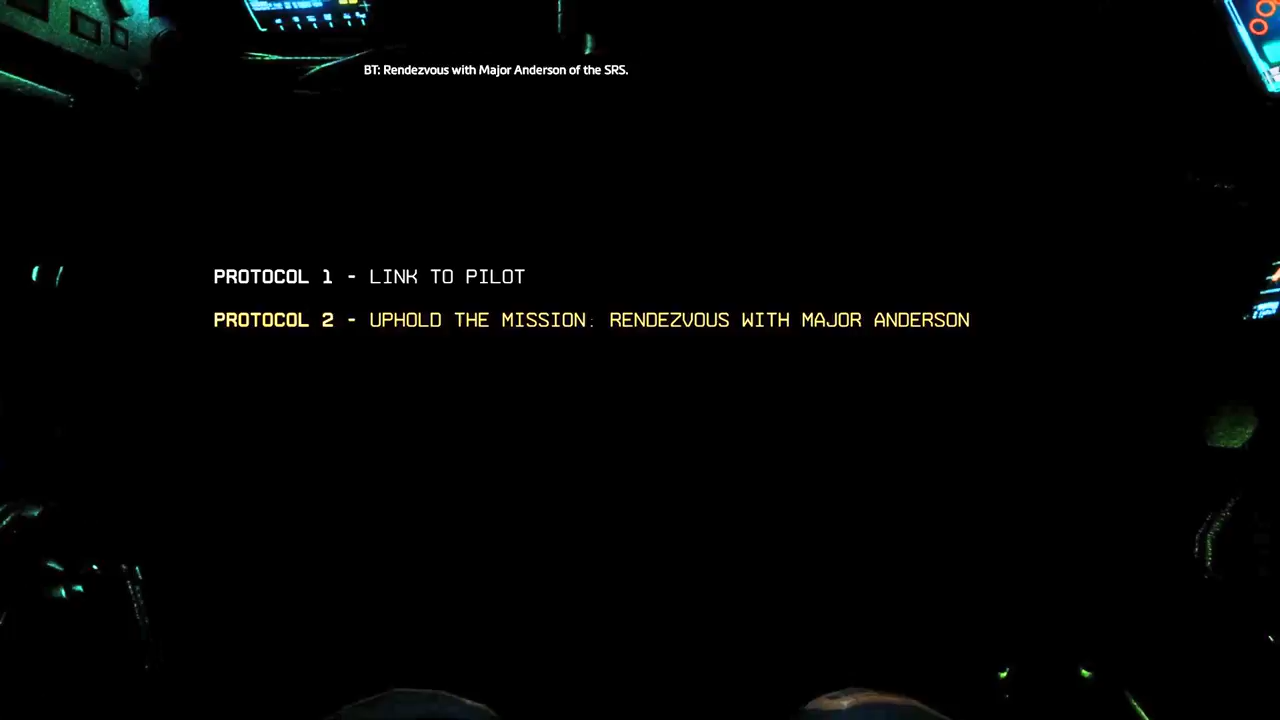 BT: Rendezvous with Major Anderson of the SRS.
PROTOCOL 1 - LINK TO PILOT
PROTOCOL 2 - UPHOLD THE MISSION: RENDEZVOUS WITH MAJOR ANDERSON